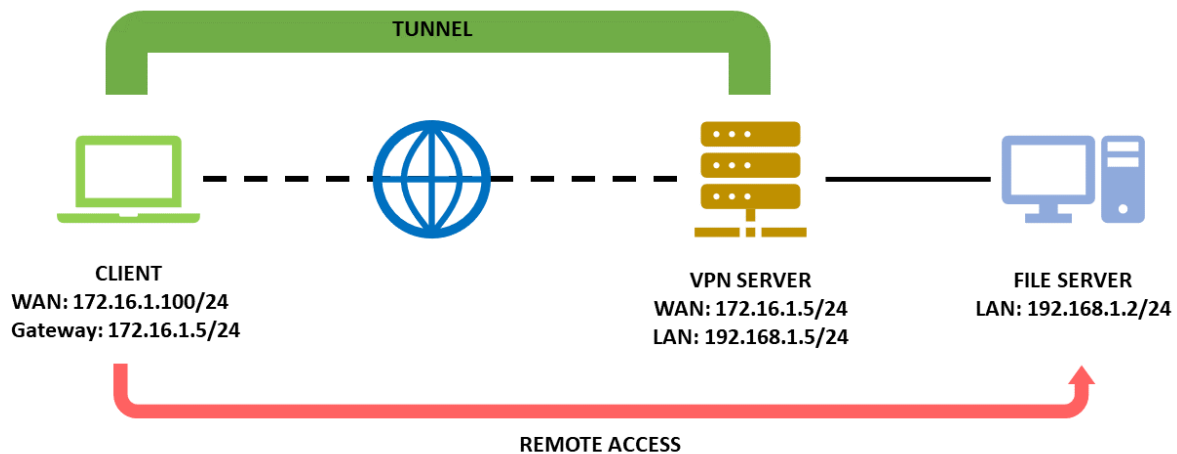 TUNNEL
CLIENT
WAN: 172.16.1.100/24
Gateway: 172.16.1.5/24
VPN SERVER
WAN: 172.16.1.5/24
LAN: 192.168.1.5/24
FILE SERVER
LAN: 192.168.1.2/24
REMOTE ACCESS